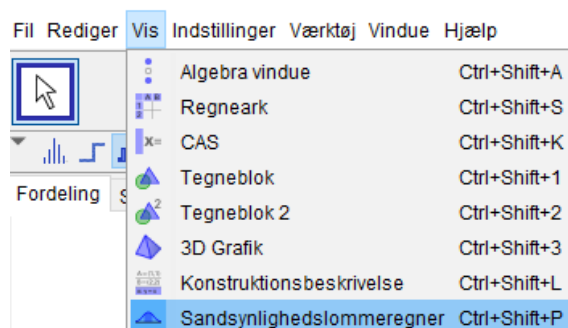 Fil Rediger Vis Indstillinger Værktøj Vindue Hjælp
Algebra vindue Ctrl+Shift+A
Regneark Ctrl+Shift+S
CAS Ctrl+Shift+K
Tegneblok Ctrl+Shift+1
Fordeling
Tegneblok 2 Ctrl+Shift+2
3D Grafik Ctrl+Shift+3
Konstruktionsbeskrivelse Ctrl+Shift+L
Sandsynlighedslommeregner Ctrl+Shift+P